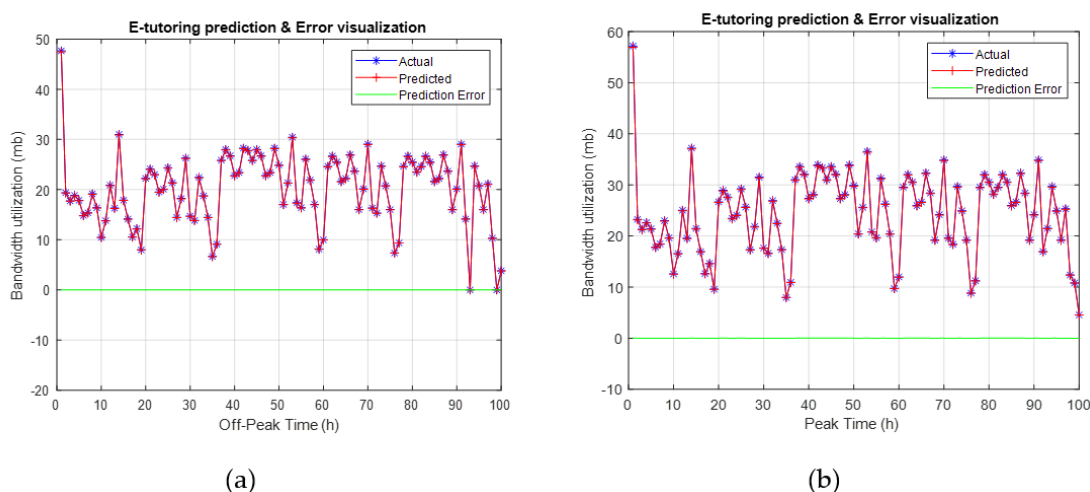 E-tutoring prediction & Error visualization
Bandwidth utilization (mb)
50
40
30
20
10
0
-10
-20
Actual
Predicted
Prediction Error
0 10 20 30 40 50 60 70 80 90 100
Off-Peak Time (h)
(a)
E-tutoring prediction & Error visualization
Bandwidth utilization (mb)
60
50
40
30
20
10
0
-10
Actual
Predicted
Prediction Error
0 10 20 30 40 50 60 70 80 90 100
Peak Time (h)
(b)